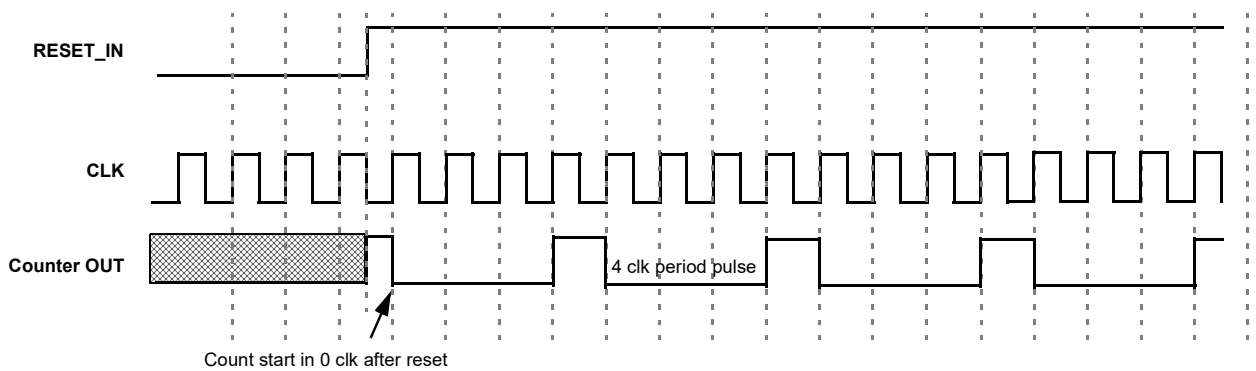 RESET_IN
CLK
Counter OUT
4 clk period pulse
Count start in 0 clk after reset